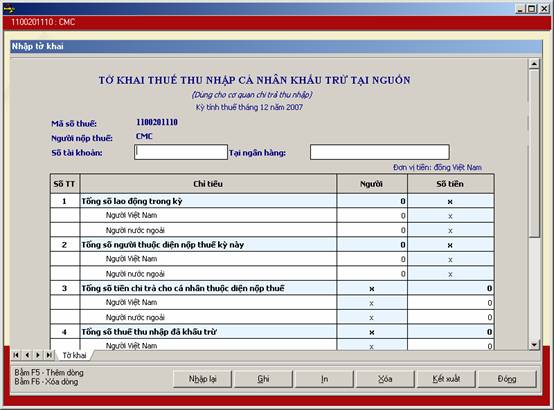 1100201110 : CMC
Nhập tờ khai
TỜ KHAI THUẾ THU NHẬP CÁ NHÂN KHẤU TRỪ TẠI NGUỒN
(Dùng cho cơ quan chi trả thu nhập)
Kỳ tính thuế tháng 12 năm 2007
Mã số thuế: 1100201110
Người nộp thuế: CMC
Số tài khoản: Tại ngân hàng:
Đơn vị tiền: đồng Việt Nam
Số TT Chỉ tiêu Người Số tiền
1 Tổng số lao động trong kỳ 0 x
Người Việt Nam 0 x
Người nước ngoài 0 x
2 Tổng số người thuộc diện nộp thuế kỳ này 0 x
Người Việt Nam 0 x
Người nước ngoài 0 x
3 Tổng số tiền chi trả cho cá nhân thuộc diện nộp thuế x 0
Người Việt Nam x 0
Người nước ngoài x 0
4 Tổng số thuế thu nhập đã khấu trừ x 0
Người Việt Nam x 0
Tờ khai
Bấm F5 - Thêm dòng
Bấm F6 - Xóa dòng
Nhập lại Ghi In Xóa Kết xuất Đóng